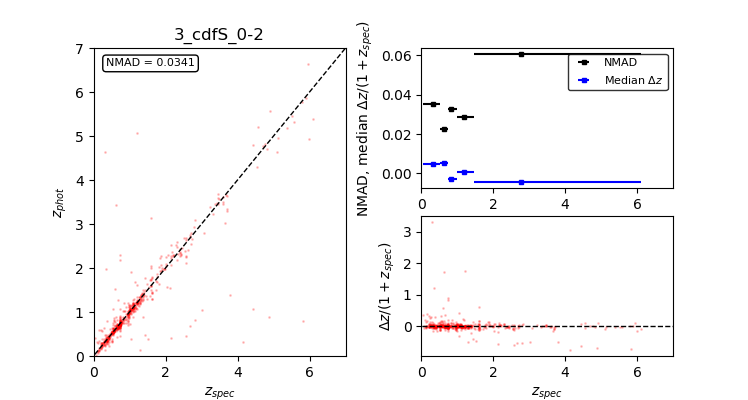 3_cdfS_0-2
NMAD = 0.0341
7
6
5
4
3
2
1
0
z_phot
0 2 4 6
z_spec
NMAD, median Δz/(1 + z_spec)
0.06
0.04
0.02
0.00
NMAD
Median Δz
0 2 4 6
Δz/(1 + z_spec)
3
2
1
0
0 2 4 6
z_spec